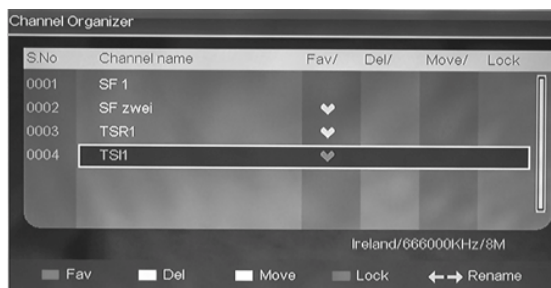 Channel Organizer
S.No Channel name Fav/ Del/ Move/ Lock
0001 SF 1
0002 SF zwei
0003 TSR1
0004 TSI1
Ireland/666000KHz/8M
Fav Del Move Lock Rename